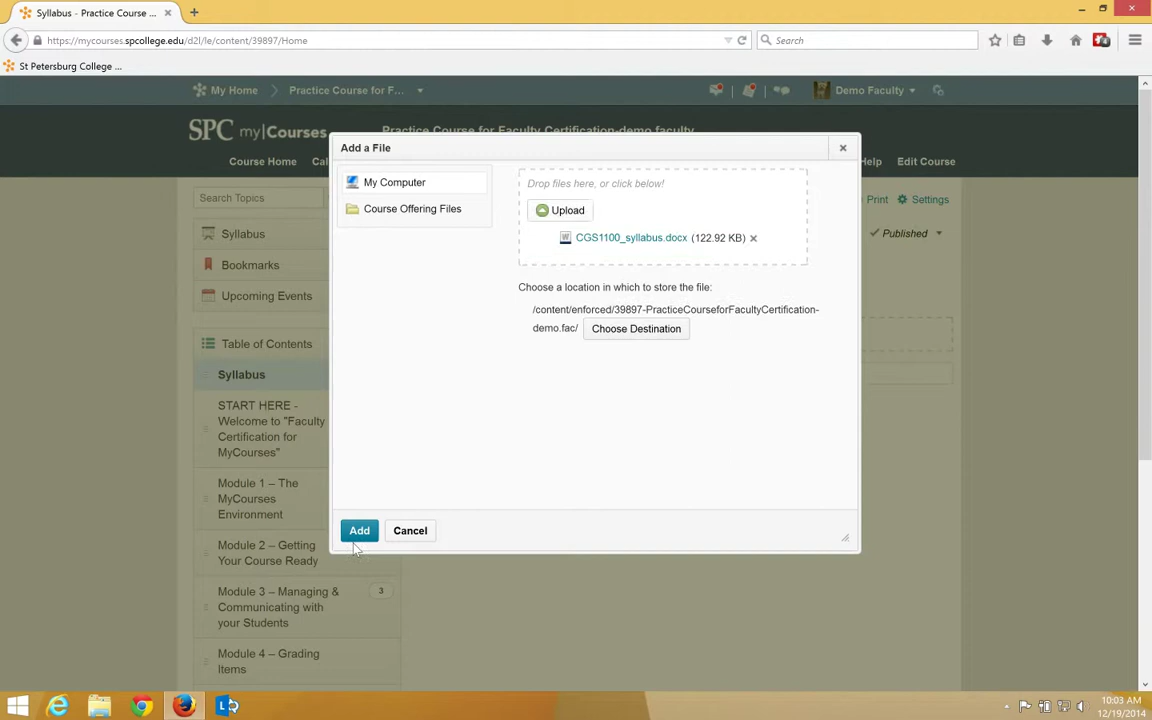 Syllabus - Practice Course ...
https://mycourses.spcollege.edu/d2l/le/content/39897/Home
Search
St Petersburg College ...
My Home
Practice Course for F...
Demo Faculty
SPC my|Courses
Practice Course for Faculty Certification-demo faculty
Course Home
Cal
Help
Edit Course
Add a File
My Computer
Course Offering Files
Drop files here, or click below!
Upload
CGS1100_syllabus.docx (122.92 KB)
Choose a location in which to store the file:
/content/enforced/39897-PracticeCourseforFacultyCertification-
demo.fac/
Choose Destination
Add
Cancel
Search Topics
Print
Settings
Syllabus
Published
Bookmarks
Upcoming Events
Table of Contents
Syllabus
START HERE -
Welcome to "Faculty
Certification for
MyCourses"
Module 1 – The
MyCourses
Environment
Module 2 – Getting
Your Course Ready
Module 3 – Managing &
Communicating with
your Students
3
Module 4 – Grading
Items
10:03 AM
12/19/2014